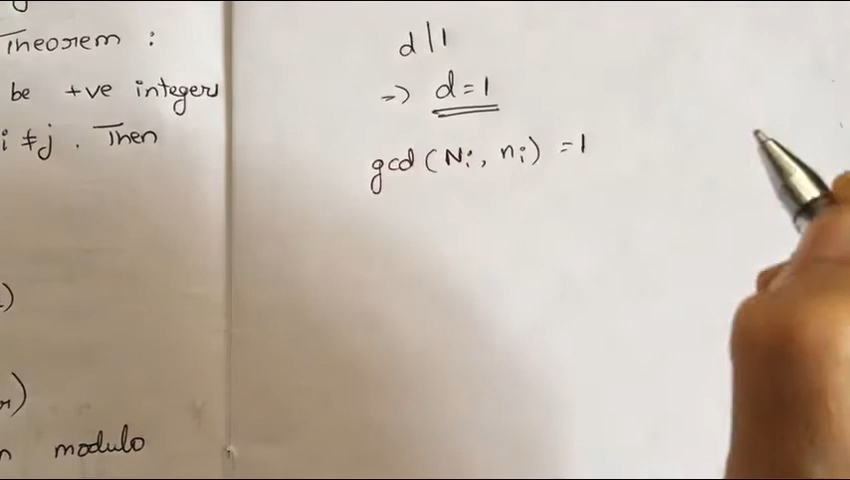 Theorem :
be +ve integers
i ≠ j . Then
)
)
modulo
d | 1
=> d = 1
gcd ( Ni , ni ) = 1